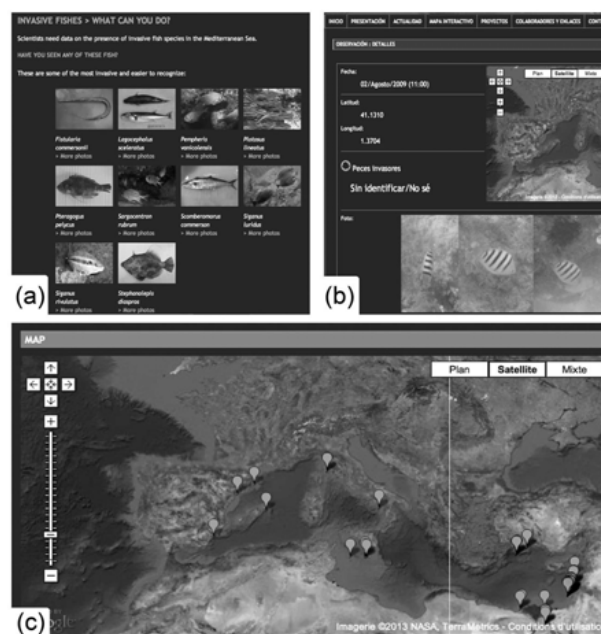 INVASIVE FISHES > WHAT CAN YOU DO?
Scientists need data on the presence of invasive fish species in the Mediterranean Sea.
HAVE YOU SEEN ANY OF THESE FISH?
These are some of the most invasive and easier to recognize:
Fistularia commersonii
> More photos
Lagocephalus sceleratus
> More photos
Pempheris vanicolensis
> More photos
Plotosus lineatus
> More photos
Pteragogus pelycus
> More photos
Sargocentron rubrum
> More photos
Scomberomorus commerson
> More photos
Siganus luridus
> More photos
Siganus rivulatus
> More photos
Stephanolepis diaspros
> More photos
(a)
INICIO PRESENTACIÓN ACTUALIDAD MAPA INTERACTIVO PROYECTOS COLABORADORES Y ENLACES CONT
OBSERVACIÓN : DETALLES
Fecha:
02/Agosto/2009 (11:00)
Latitud:
41.1310
Longitud:
1.3704
Peces invasores
Sin identificar/No sé
Plan Satellite Mixte
Foto:
(b)
MAP
Plan Satellite Mixte
Imagerie ©2013 NASA, TerraMetrics - Conditions d'utilisatio
(c)